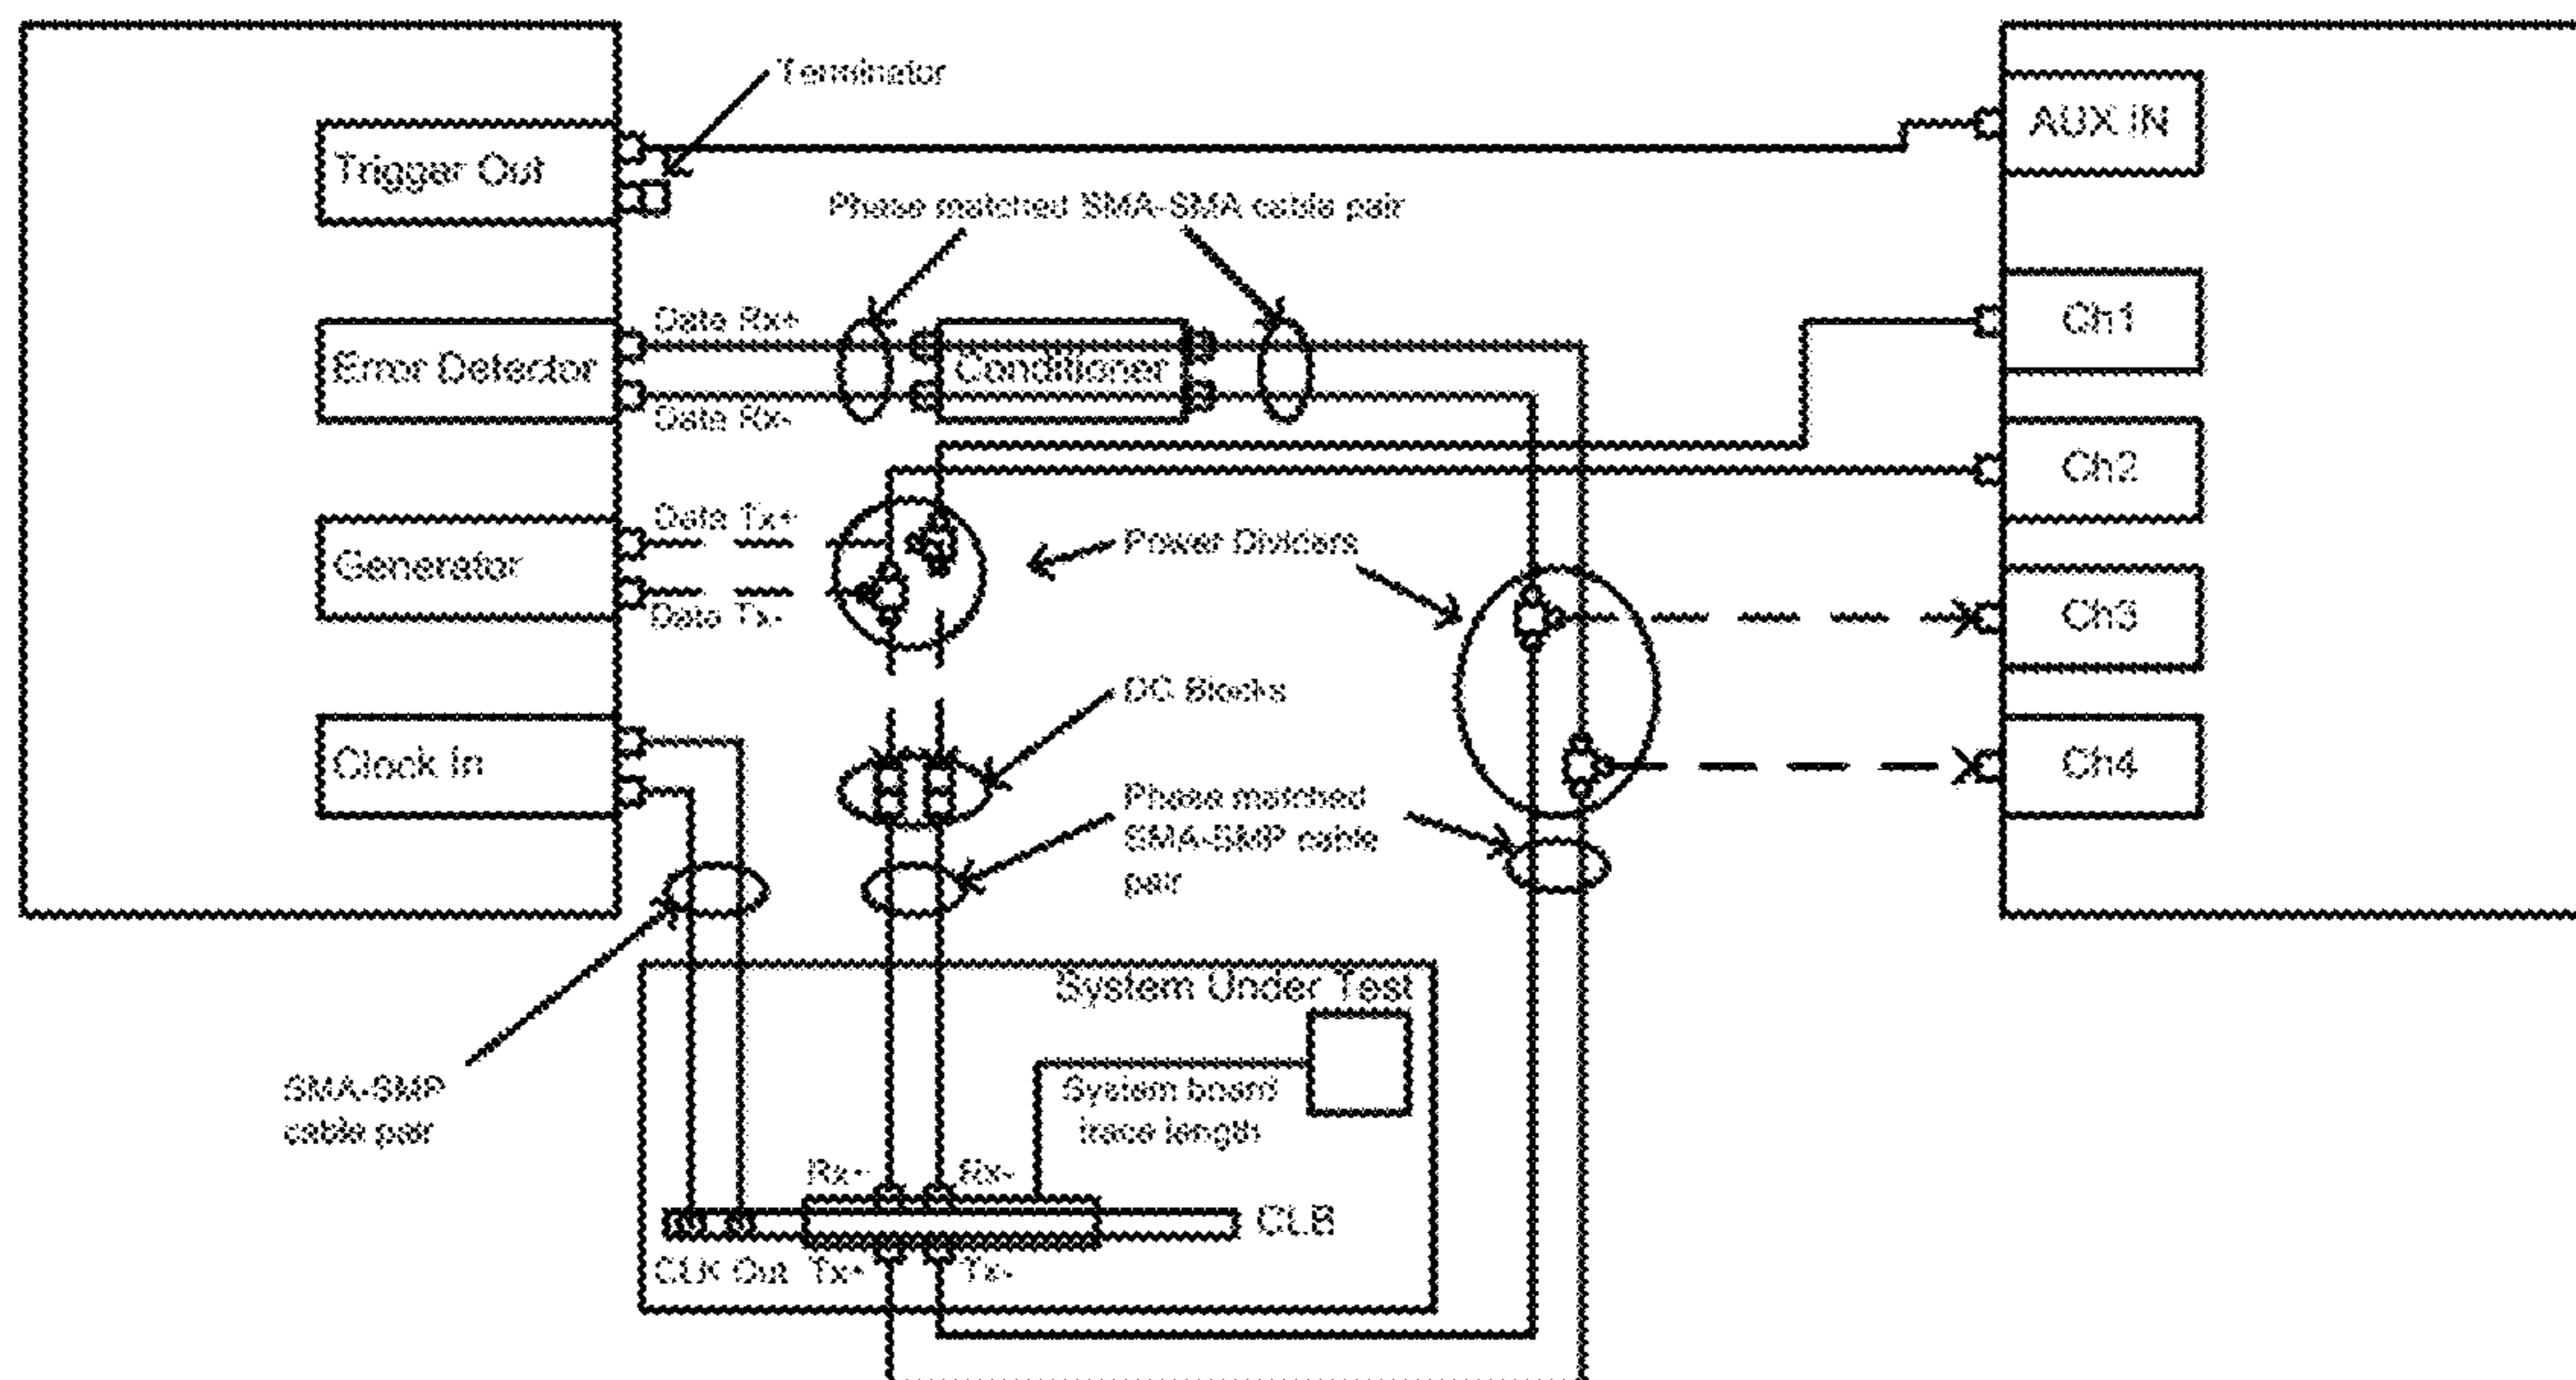 Terminator
AUX IN
Trigger Out
Phase matched SMA-SMA cable pair
Data Rx+
Ch1
Error Detector
Conditioner
Data Rx-
Ch2
Data Tx+
Power Dividers
Generator
Data Tx-
Ch3
DC Blocks
Clock In
Ch4
Phase matched
SMA-SMP cable
pair
System Under Test
SMA-SMP
cable pair
System board
trace length
Rx+
Rx-
CLB
CLK Out
Tx+
Tx-